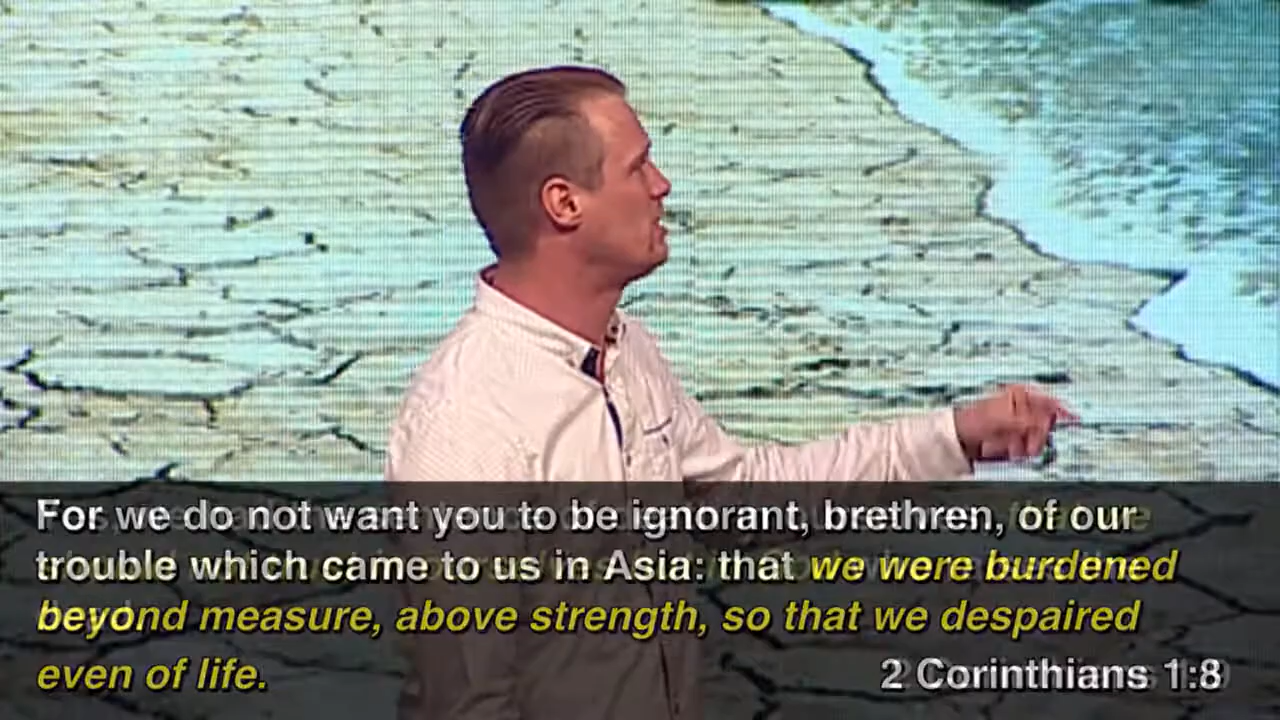 For we do not want you to be ignorant, brethren, of our
trouble which came to us in Asia: that we were burdened
beyond measure, above strength, so that we despaired
even of life.
2 Corinthians 1:8